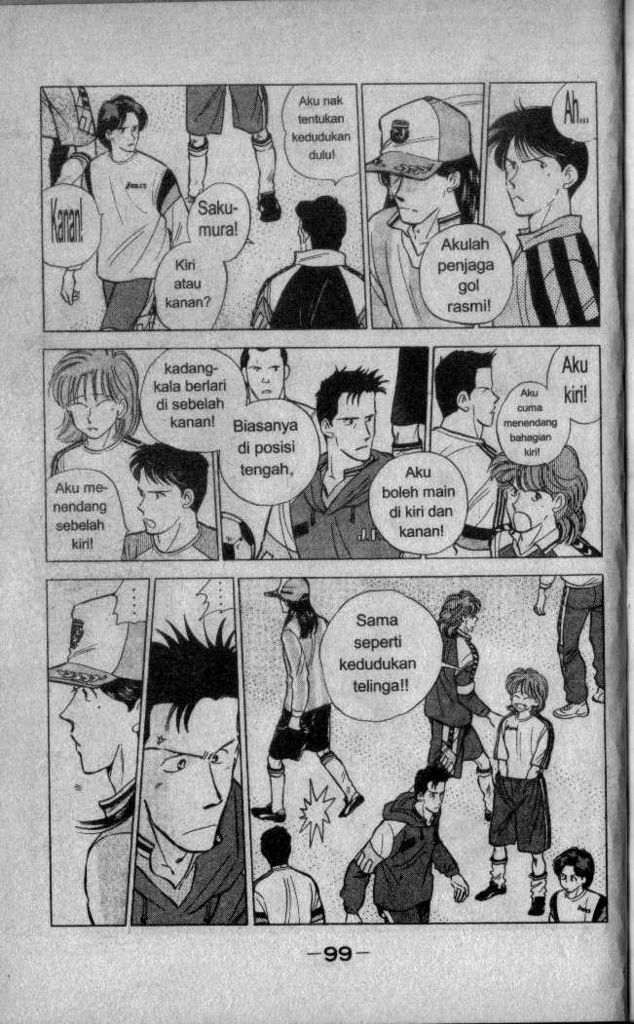 Ah...
Akulah
penjaga
gol
rasmi!
Aku nak
tentukan
kedudukan
dulu!
Saku-
mura!
Kiri
atau
kanan?
Kanan!
Aku
kiri!
Aku
cuma
menendang
bahagian
kiri!
Aku
boleh main
di kiri dan
kanan!
Biasanya
di posisi
tengah,
kadang-
kala berlari
di sebelah
kanan!
Aku me-
nendang
sebelah
kiri!
Sama
seperti
kedudukan
telinga!!
-99-